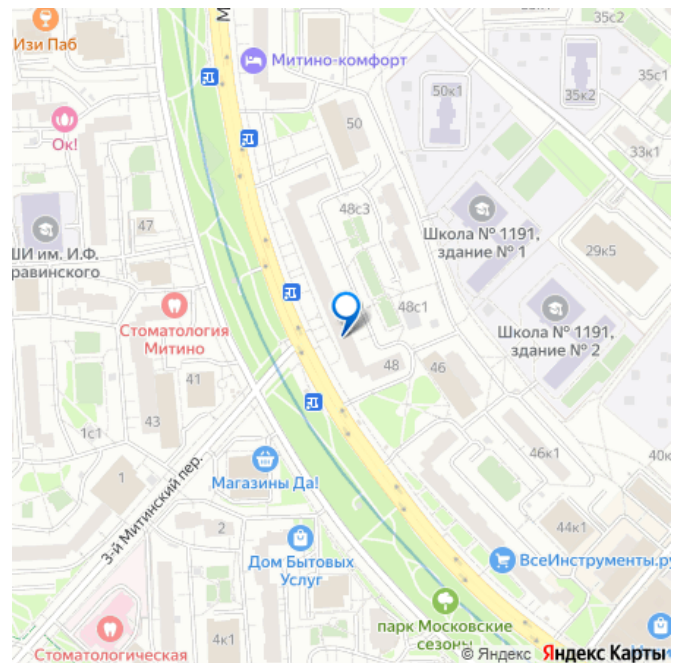 35с2
Изи Паб
М
Митино-комфорт
35с1
50к1
35к2
Ок!
50
33к1
48с3
47
ШИ им. И.Ф.
равинского
Школа № 1191,
здание № 1
29к5
Стоматология
Митино
48с1
Школа № 1191,
здание № 2
48
46
41
43
1с1
46к1
40к
1
3-й Митинский пер.
Магазины Да!
2
44к1
Дом Бытовых
Услуг
ВсеИнструменты.ру
парк Московские
сезоны
4к1
Стоматологическая
© Яндекс Яндекс Карты